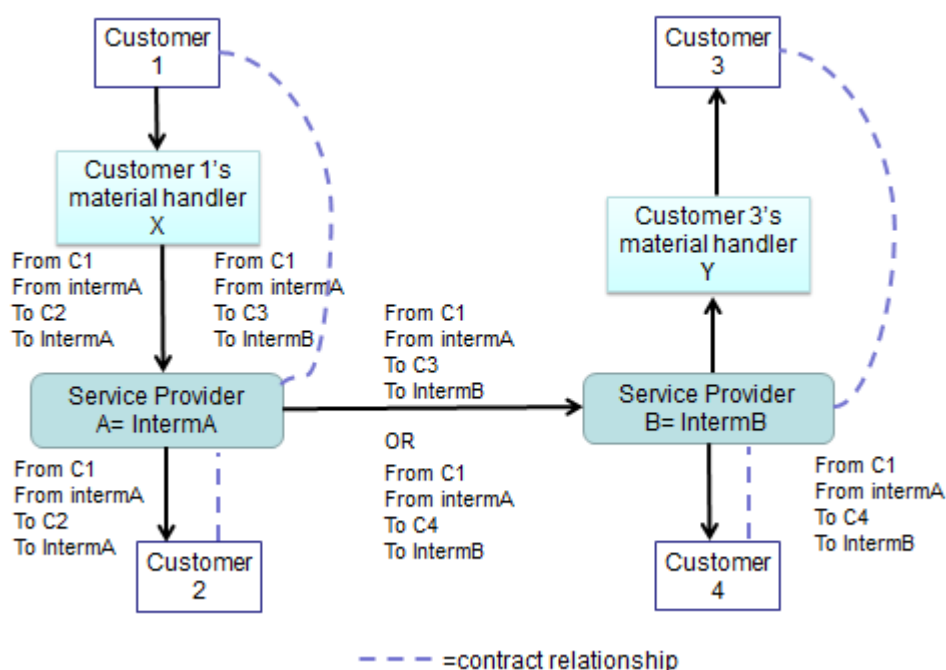 Customer
1
Customer
3
Customer 1's
material handler
X
Customer 3's
material handler
Y
From C1
From intermA
To C2
To IntermA
From C1
From intermA
To C3
To IntermB
From C1
From intermA
To C3
To IntermB
OR
From C1
From intermA
To C4
To IntermB
Service Provider
A= IntermA
Service Provider
B= IntermB
From C1
From intermA
To C2
To IntermA
From C1
From intermA
To C4
To IntermB
Customer
2
Customer
4
=contract relationship